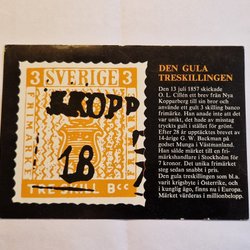 SVERIGE
3
3
FRIMÄRKE
KOPP
18
TRE SKILL Bco
DEN GULA
TRESKILLINGEN
Den 13 juli 1857 skickade
O. L. Cillén ett brev från Nya
Kopparberg till sin bror och
använde ett gult 3 skilling banco
frimärke. Han anade inte att det
var unikt, det hade av misstag
tryckts gult i stället för grönt.
Efter 28 år upptäcktes brevet av
14-årige G. W. Backman på
godset Munga i Västmanland.
Han sålde märket till en fri-
märkshandlare i Stockholm för
7 kronor. Det unika frimärket
steg sedan snabbt i pris.
Den gula treskillingen som bl.a.
varit krigsbyte i Österrike, och
i kunglig ägo, finns nu i Europa.
Märket värderas i millionbelopp.